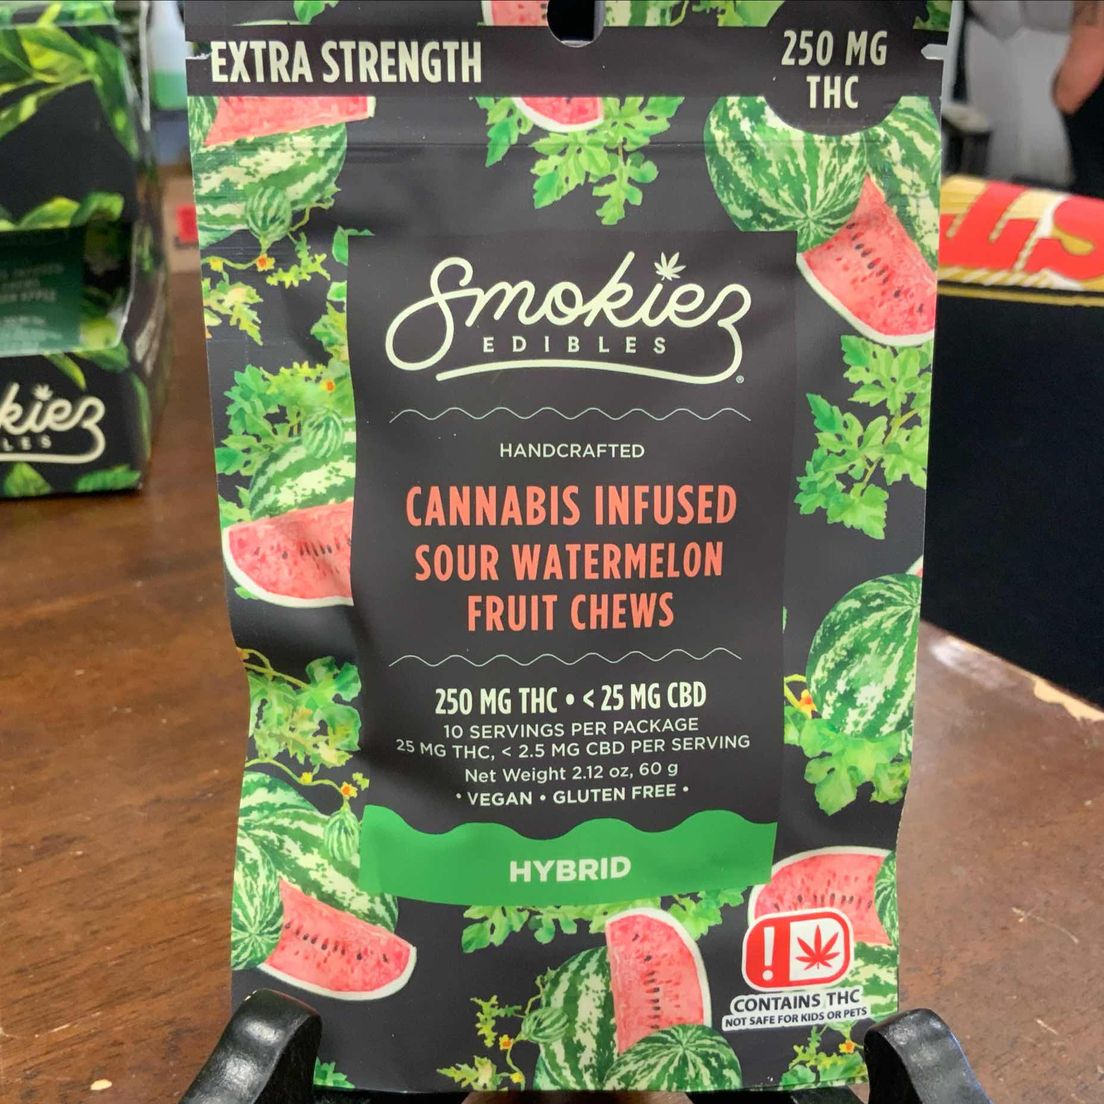 EXTRA STRENGTH
250 MG
THC
Smokiez
EDIBLES
®
HANDCRAFTED
CANNABIS INFUSED
SOUR WATERMELON
FRUIT CHEWS
250 MG THC • < 25 MG CBD
10 SERVINGS PER PACKAGE
25 MG THC, < 2.5 MG CBD PER SERVING
Net Weight 2.12 oz, 60 g
• VEGAN • GLUTEN FREE •
HYBRID
!
CONTAINS THC
NOT SAFE FOR KIDS OR PETS
kiez
LES